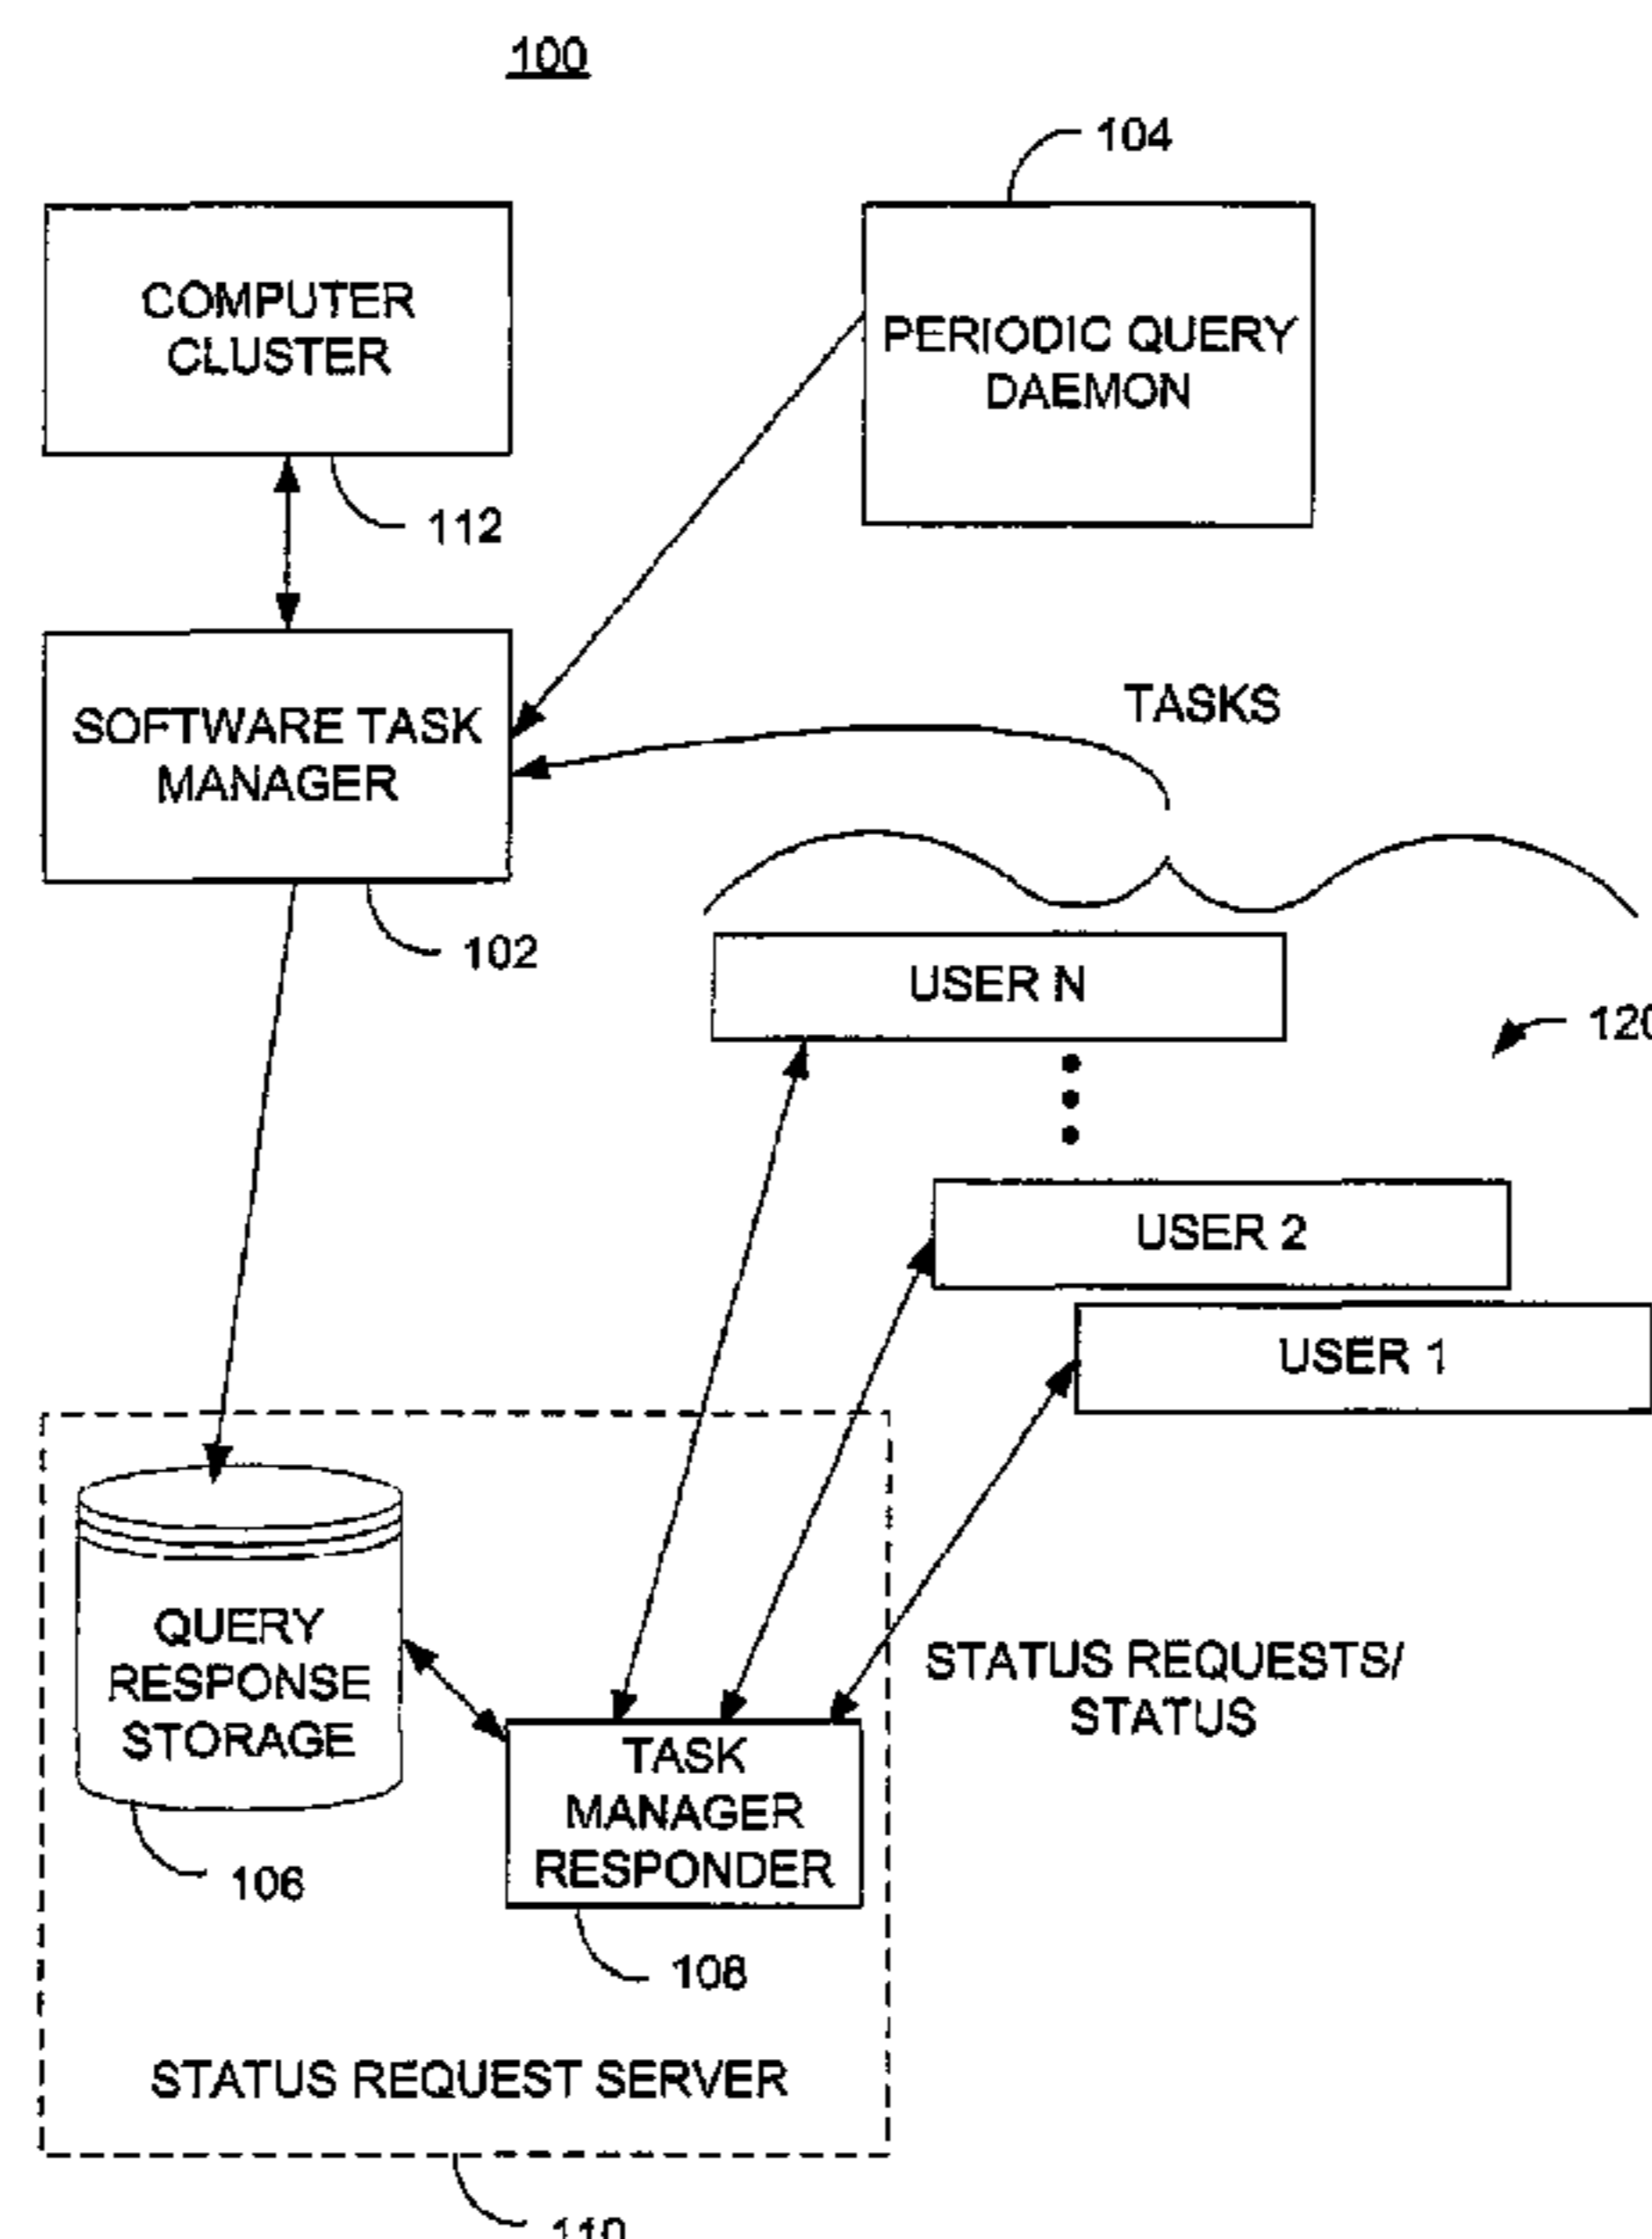 100
104
COMPUTER
CLUSTER
PERIODIC QUERY
DAEMON
112
SOFTWARE TASK
MANAGER
TASKS
102
USER N
120
USER 2
USER 1
QUERY
RESPONSE
STORAGE
STATUS REQUESTS/
STATUS
TASK
MANAGER
RESPONDER
106
108
STATUS REQUEST SERVER
110